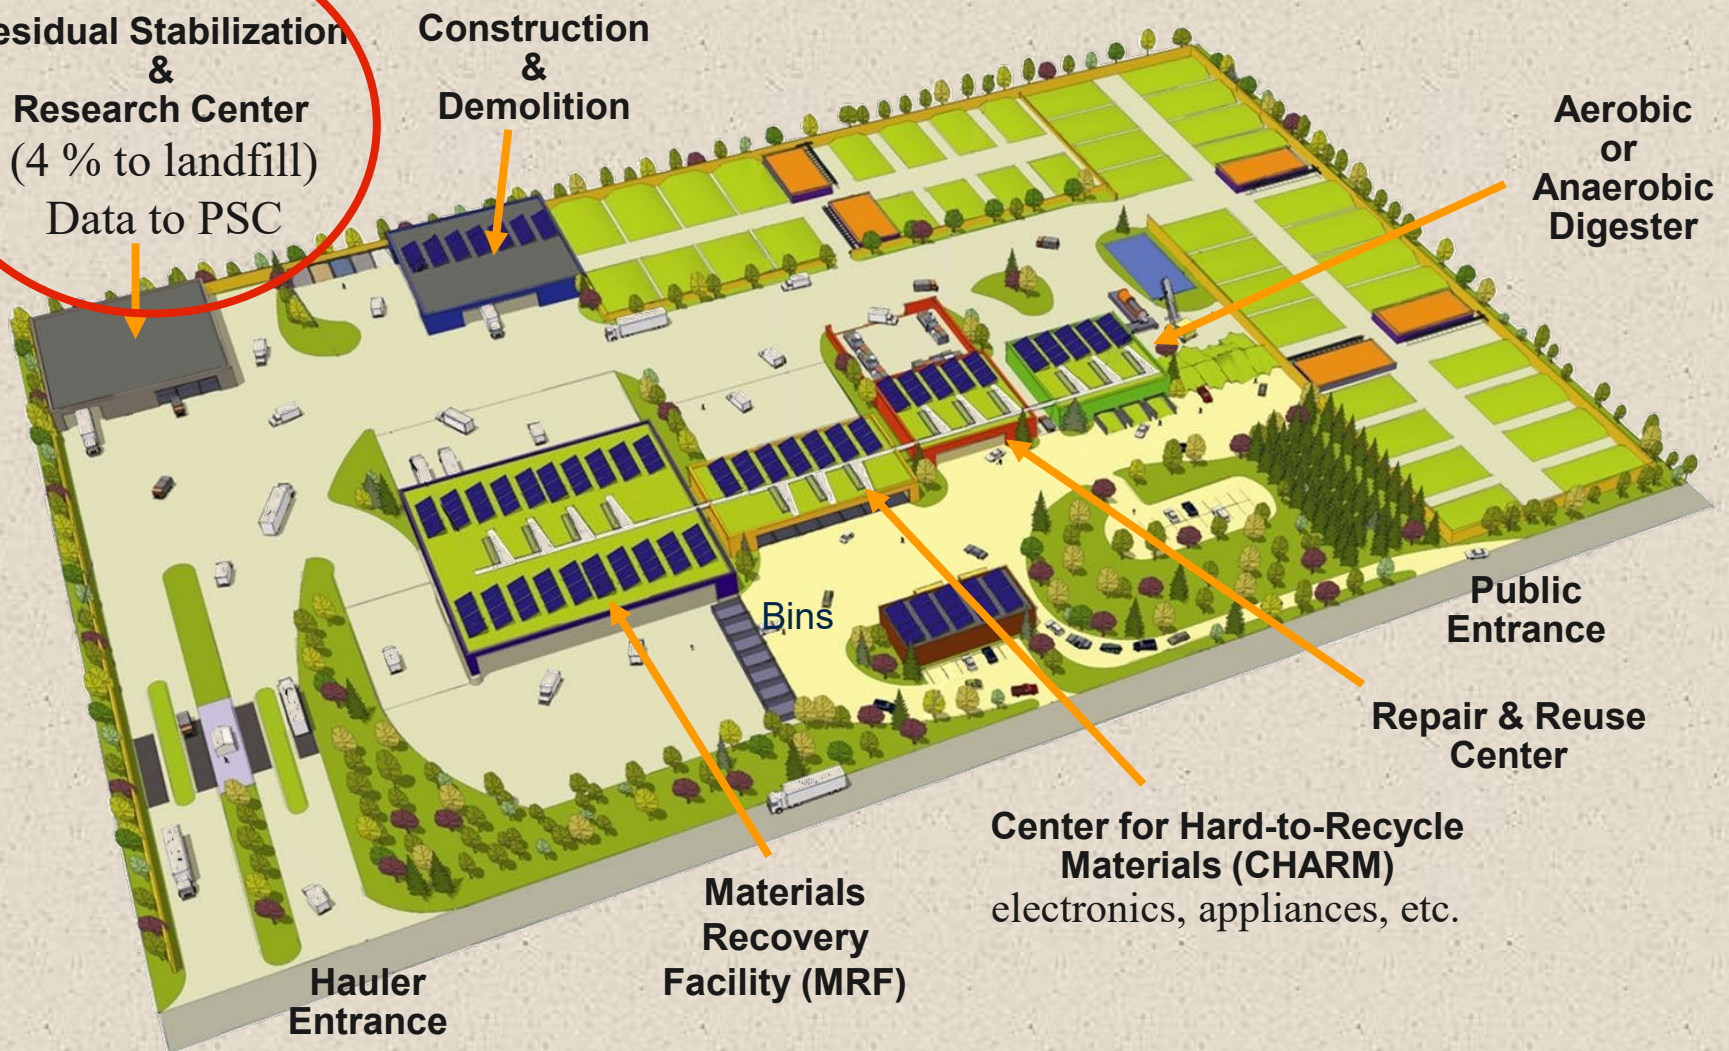 esidual Stabilization
&
Research Center
(4 % to landfill)
Data to PSC
Construction
&
Demolition
Aerobic
or
Anaerobic
Digester
Bins
Public
Entrance
Repair & Reuse
Center
Center for Hard-to-Recycle
Materials (CHARM)
electronics, appliances, etc.
Materials
Recovery
Facility (MRF)
Hauler
Entrance